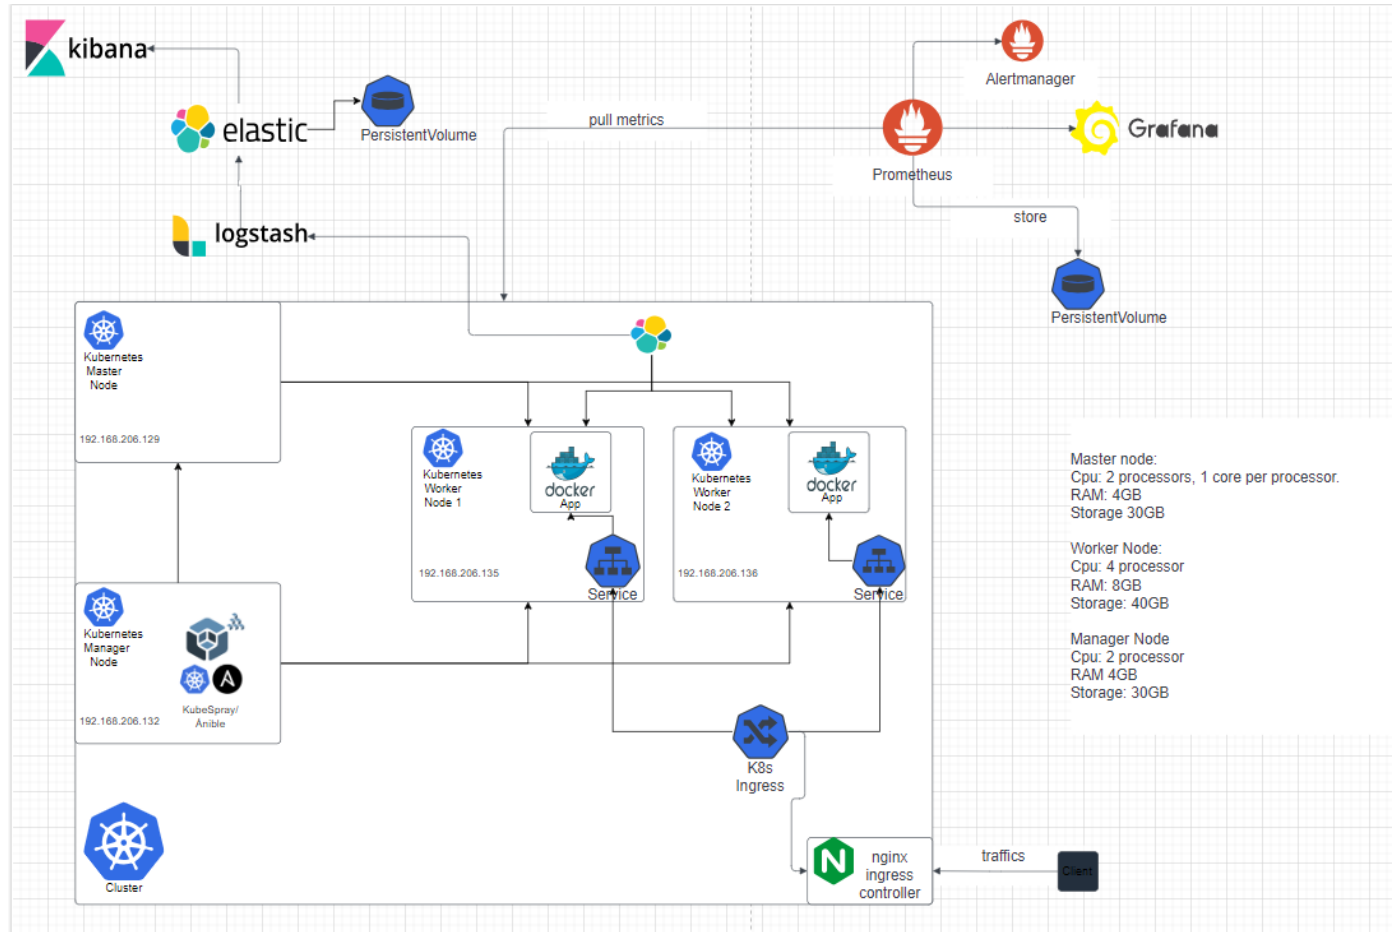 kibana
elastic
PersistentVolume
logstash
pull metrics
Alertmanager
Grafana
Prometheus
store
PersistentVolume
Kubernetes
Master
Node
192.168.206.129
Kubernetes
Worker
Node 1
docker
App
192.168.206.135
Service
Kubernetes
Worker
Node 2
docker
App
192.168.206.136
Service
Kubernetes
Manager
Node
KubeSpray/
Anible
192.168.206.132
K8s
Ingress
Cluster
N
nginx
ingress
controller
traffics
Client
Master node:
Cpu: 2 processors, 1 core per processor.
RAM: 4GB
Storage 30GB
Worker Node:
Cpu: 4 processor
RAM: 8GB
Storage: 40GB
Manager Node
Cpu: 2 processor
RAM 4GB
Storage: 30GB